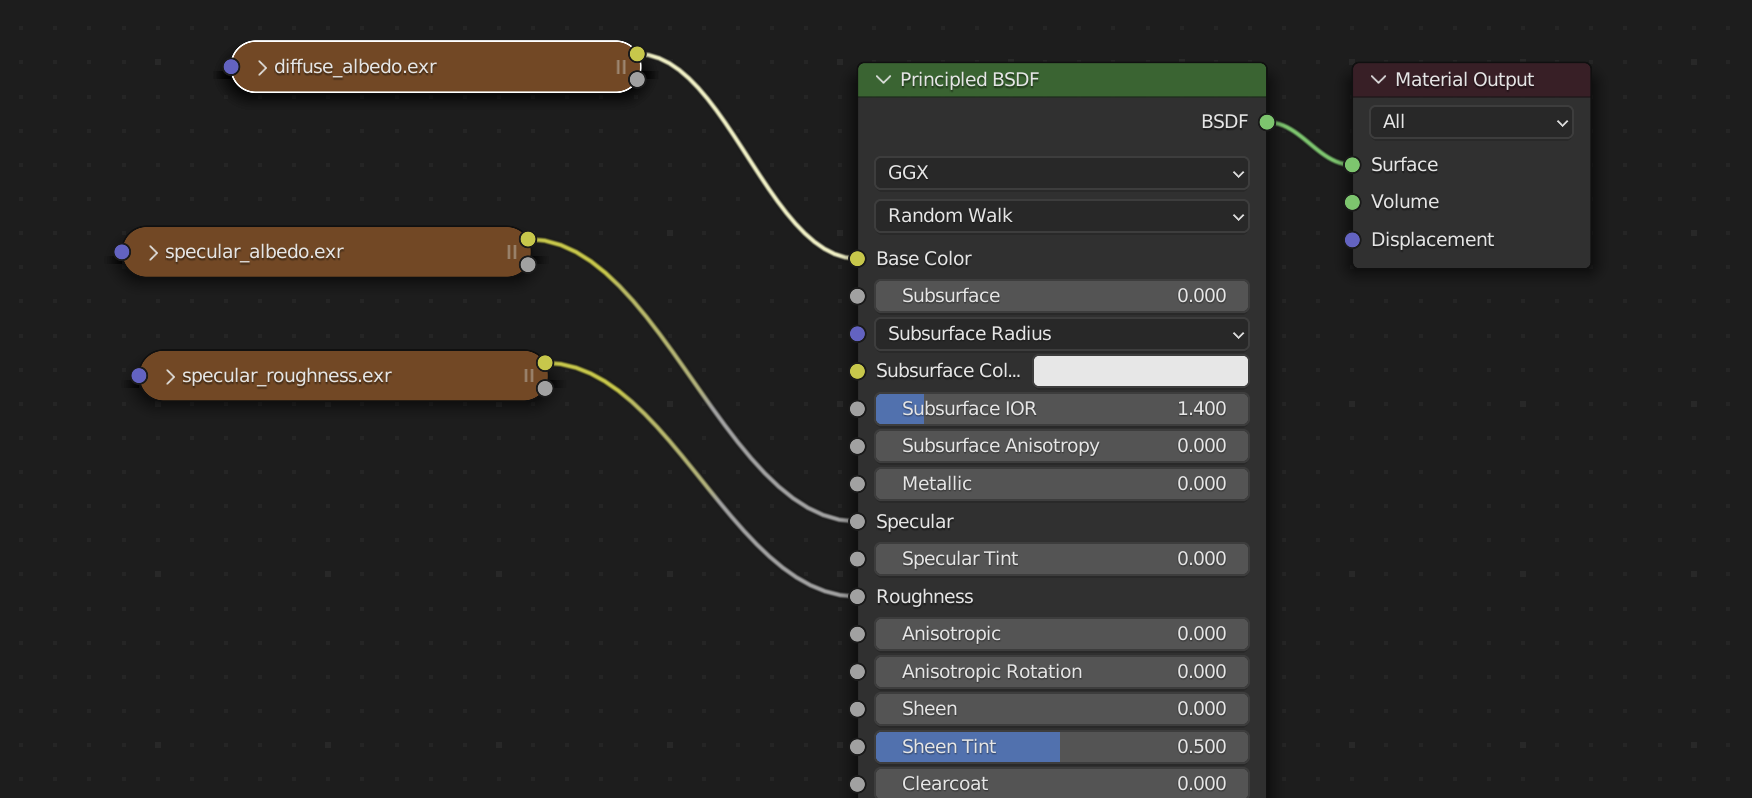 diffuse_albedo.exr
specular_albedo.exr
specular_roughness.exr
Principled BSDF
BSDF
GGX
Random Walk
Base Color
Subsurface 0.000
Subsurface Radius
Subsurface Col...
Subsurface IOR 1.400
Subsurface Anisotropy 0.000
Metallic 0.000
Specular
Specular Tint 0.000
Roughness
Anisotropic 0.000
Anisotropic Rotation 0.000
Sheen 0.000
Sheen Tint 0.500
Clearcoat 0.000
Material Output
All
Surface
Volume
Displacement